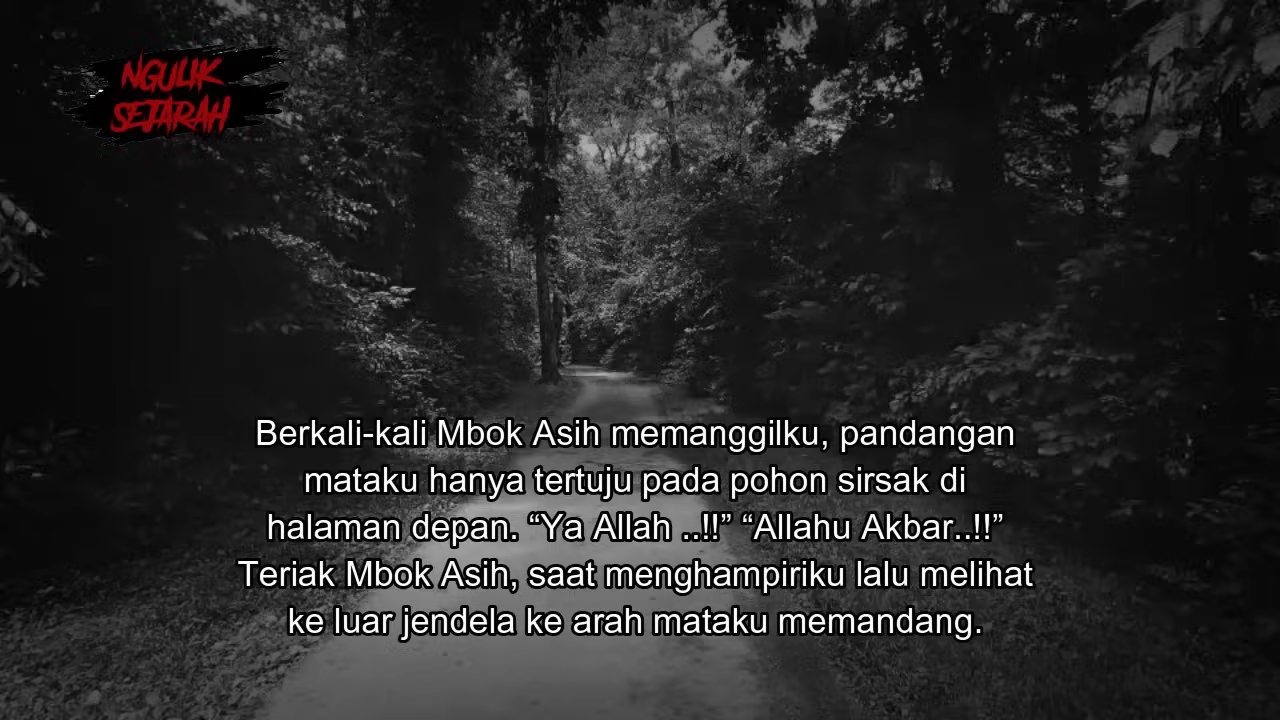 NGULIK
SEJARAH
Berkali-kali Mbok Asih memanggilku, pandangan
mataku hanya tertuju pada pohon sirsak di
halaman depan. “Ya Allah ..!!” “Allahu Akbar..!!”
Teriak Mbok Asih, saat menghampiriku lalu melihat
ke luar jendela ke arah mataku memandang.